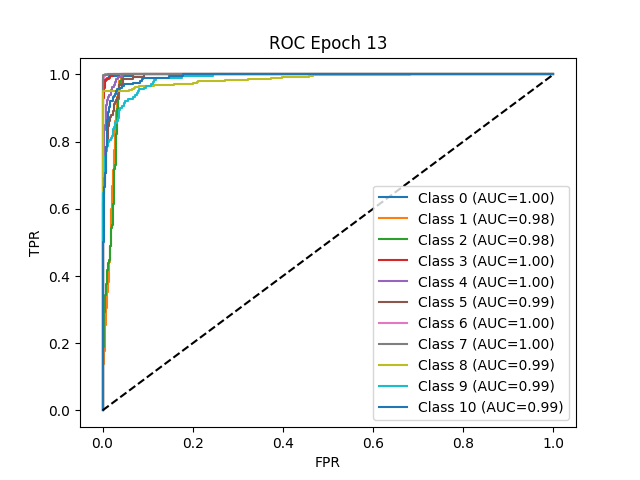 ROC Epoch 13
TPR
1.0
0.8
0.6
0.4
0.2
0.0
Class 0 (AUC=1.00)
Class 1 (AUC=0.98)
Class 2 (AUC=0.98)
Class 3 (AUC=1.00)
Class 4 (AUC=1.00)
Class 5 (AUC=0.99)
Class 6 (AUC=1.00)
Class 7 (AUC=1.00)
Class 8 (AUC=0.99)
Class 9 (AUC=0.99)
Class 10 (AUC=0.99)
0.0 0.2 0.4 0.6 0.8 1.0
FPR